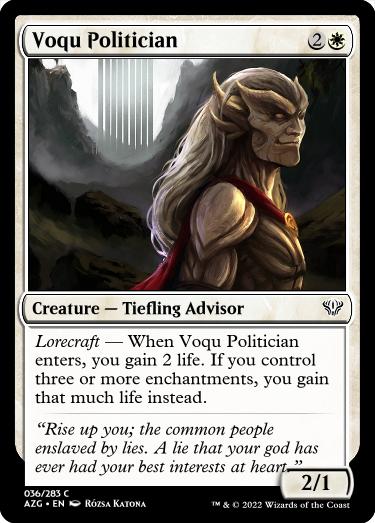 Voqu Politician 2
Creature — Tiefling Advisor
Lorecraft — When Voqu Politician
enters, you gain 2 life. If you control
three or more enchantments, you gain
that much life instead.
“Rise up you; the common people
enslaved by lies. A lie that your god has
ever had your best interests at heart.”
2/1
036/283 C
AZG • EN Rózsa Katona
™ & © 2022 Wizards of the Coast